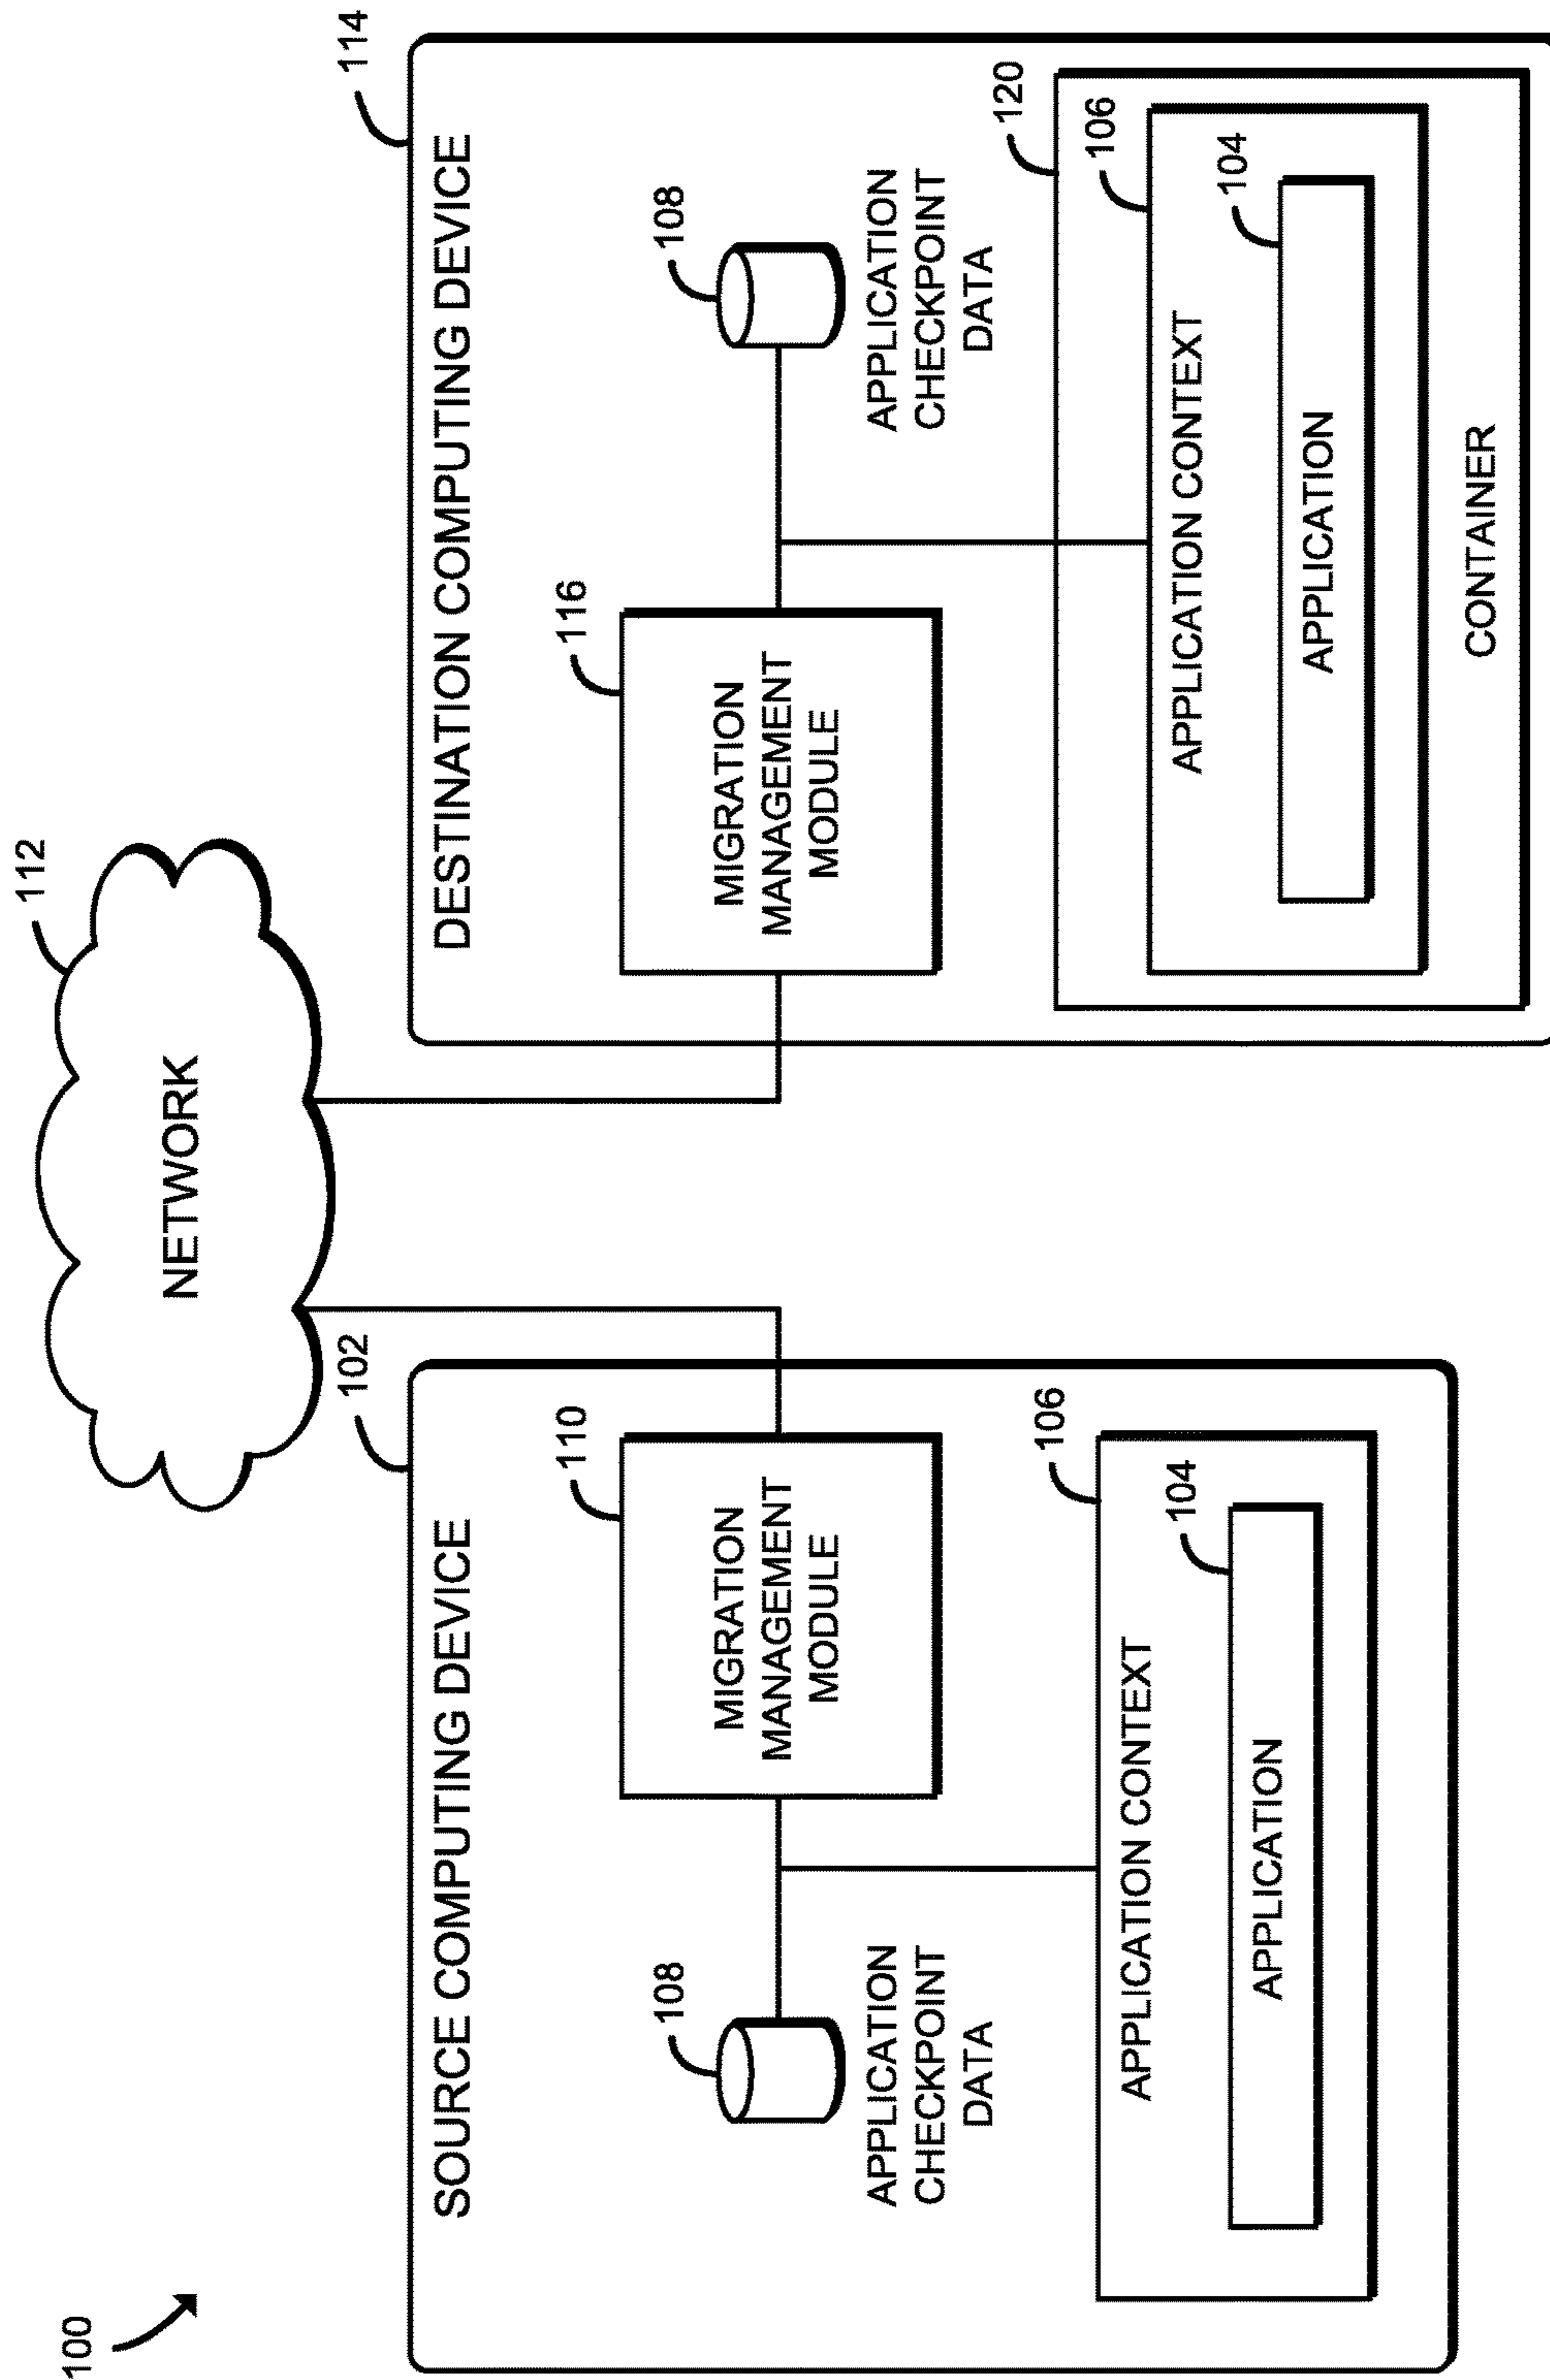 100
112
NETWORK
102
SOURCE COMPUTING DEVICE
110
MIGRATION
MANAGEMENT
MODULE
108
APPLICATION
CHECKPOINT
DATA
106
APPLICATION CONTEXT
104
APPLICATION
114
DESTINATION COMPUTING DEVICE
116
MIGRATION
MANAGEMENT
MODULE
108
APPLICATION
CHECKPOINT
DATA
120
106
APPLICATION CONTEXT
104
APPLICATION
CONTAINER